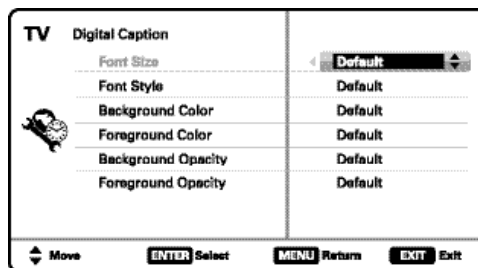 TV Digital Caption
Font Size Default
Font Style Default
Background Color Default
Foreground Color Default
Background Opacity Default
Foreground Opacity Default
Move ENTER Select MENU Return EXIT Exit